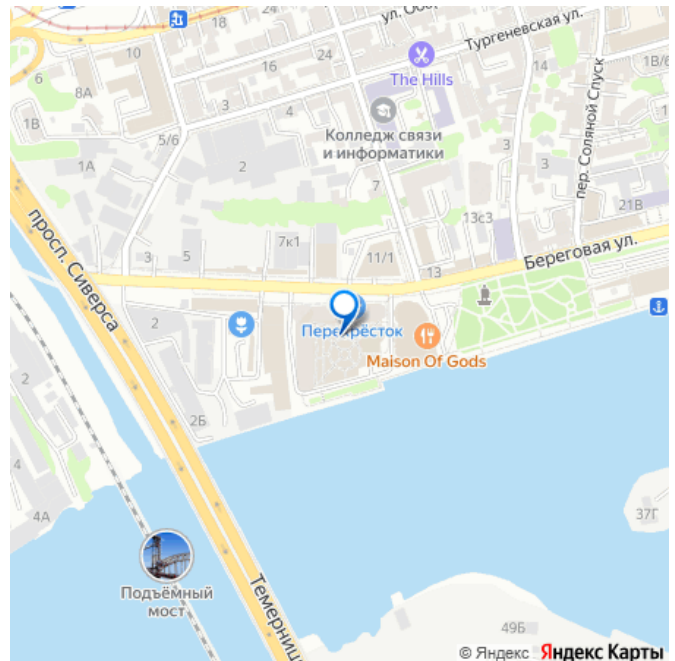 ул. Обо
18
16
Тургеневская ул.
10
24
24
6
8А
The Hills
14
1В/6
1В
4
3
3
4
3
пер. Соляной Спуск
5/6
Колледж связи
и информатики
1А
2
7
3
21В
13с3
просп. Сиверса
3
5
7к1
11/1
13
Береговая ул.
2
Перекрёсток
Maison Of Gods
2
2Б
4А
37Г
Подъёмный
мост
Темерниц
49Б
© Яндекс Яндекс Карты